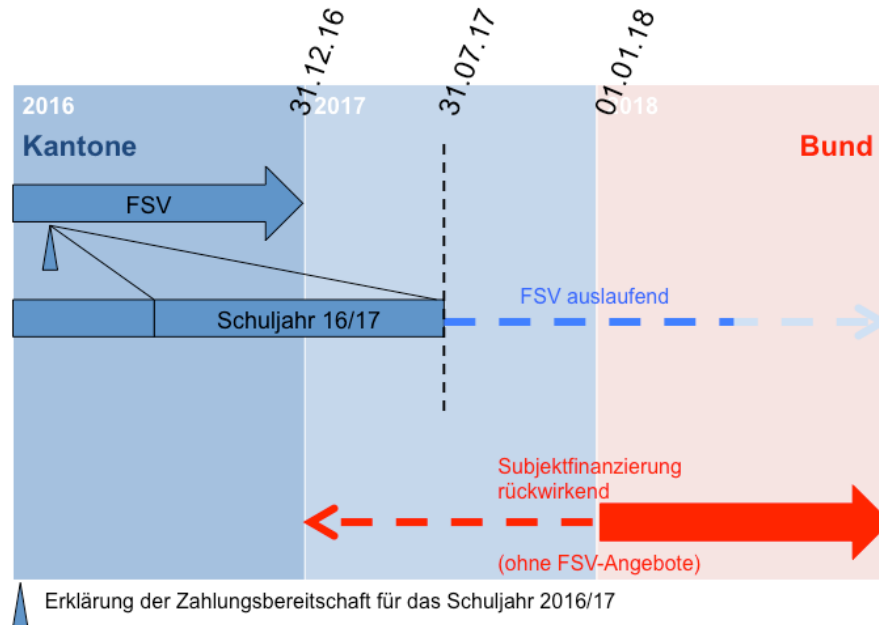 31.12.16
31.07.17
01.01.18
2016
2017
2018
Kantone
Bund
FSV
FSV auslaufend
Schuljahr 16/17
Subjektfinanzierung
rückwirkend
(ohne FSV-Angebote)
Erklärung der Zahlungsbereitschaft für das Schuljahr 2016/17